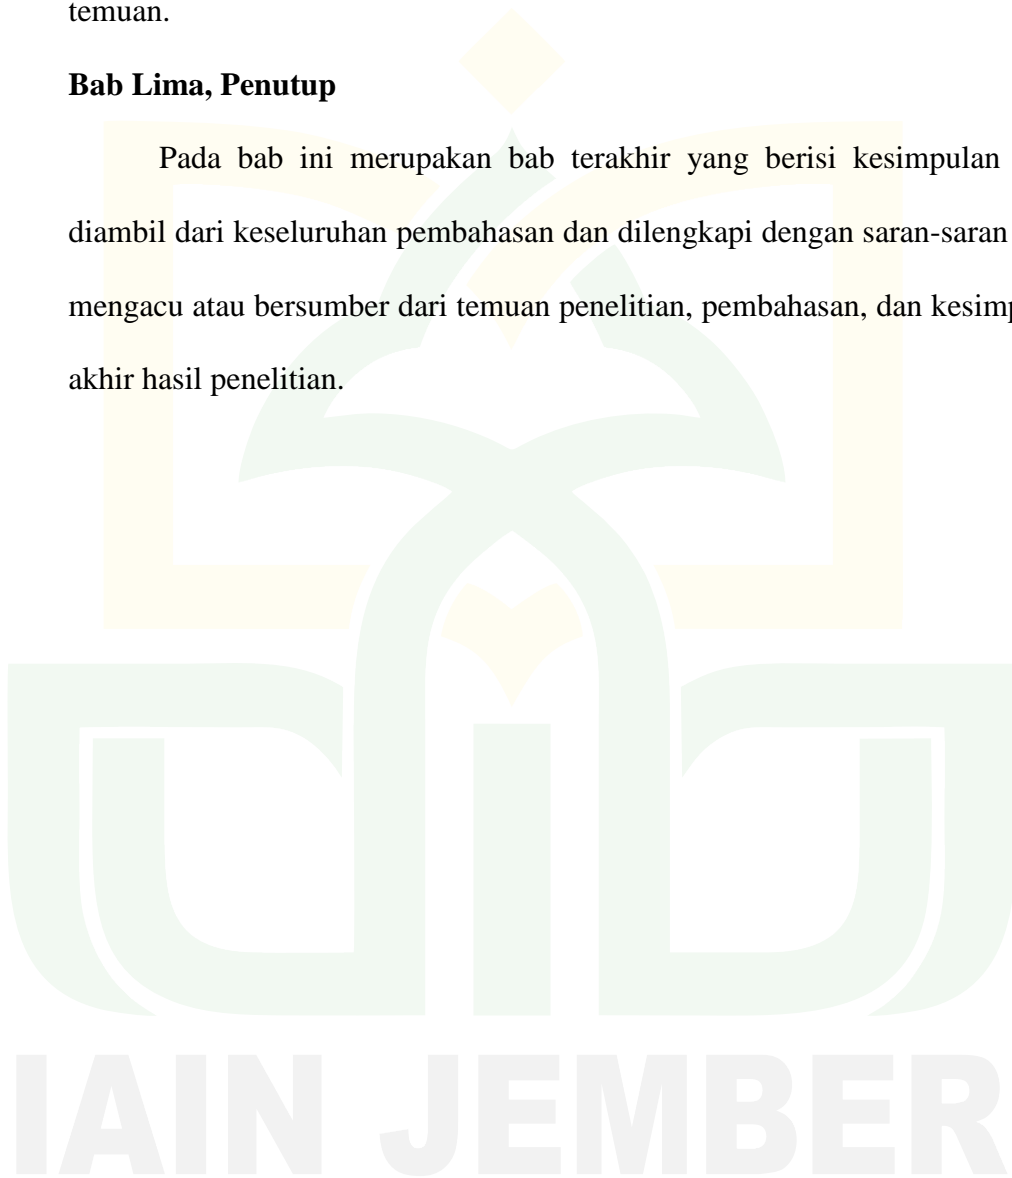 temuan.
Bab Lima, Penutup
Pada bab ini merupakan bab terakhir yang berisi kesimpulan
diambil dari keseluruhan pembahasan dan dilengkapi dengan saran-saran
mengacu atau bersumber dari temuan penelitian, pembahasan, dan kesimp
akhir hasil penelitian.
IAIN JEMBER